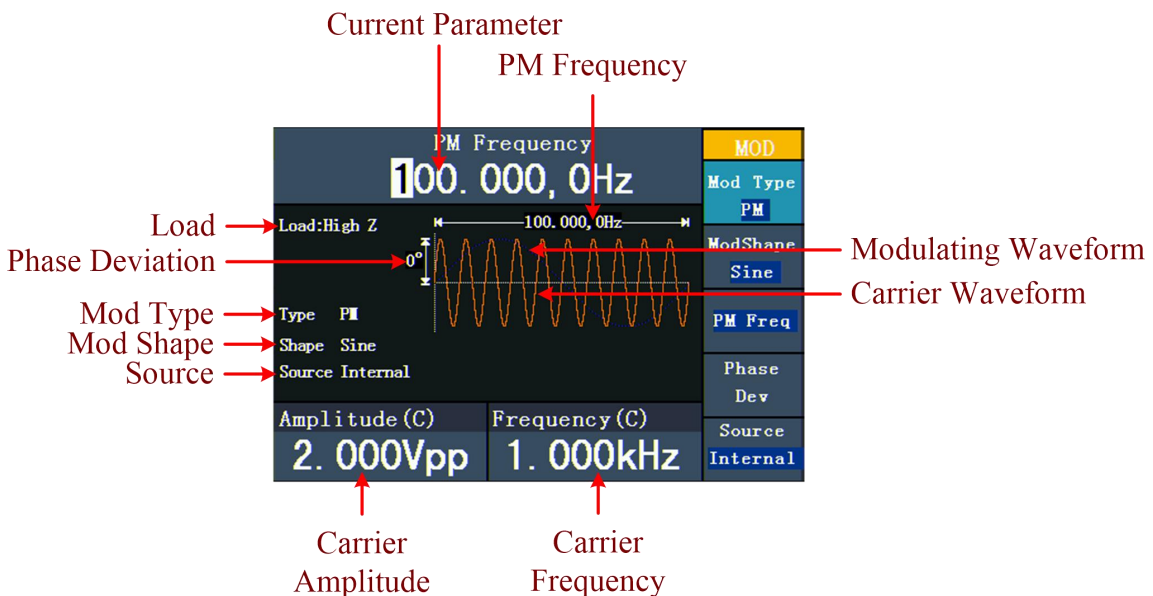 Current Parameter
PM Frequency
PM Frequency
100.000,0Hz
MOD
Mod Type
PM
Load
Load:High Z
100.000,0Hz
Phase Deviation
0°
ModShape
Sine
Modulating Waveform
Carrier Waveform
Mod Type
Type PM
PM Freq
Mod Shape
Shape Sine
Source
Source Internal
Phase
Dev
Amplitude(C)
2.000Vpp
Frequency(C)
1.000kHz
Source
Internal
Carrier
Amplitude
Carrier
Frequency